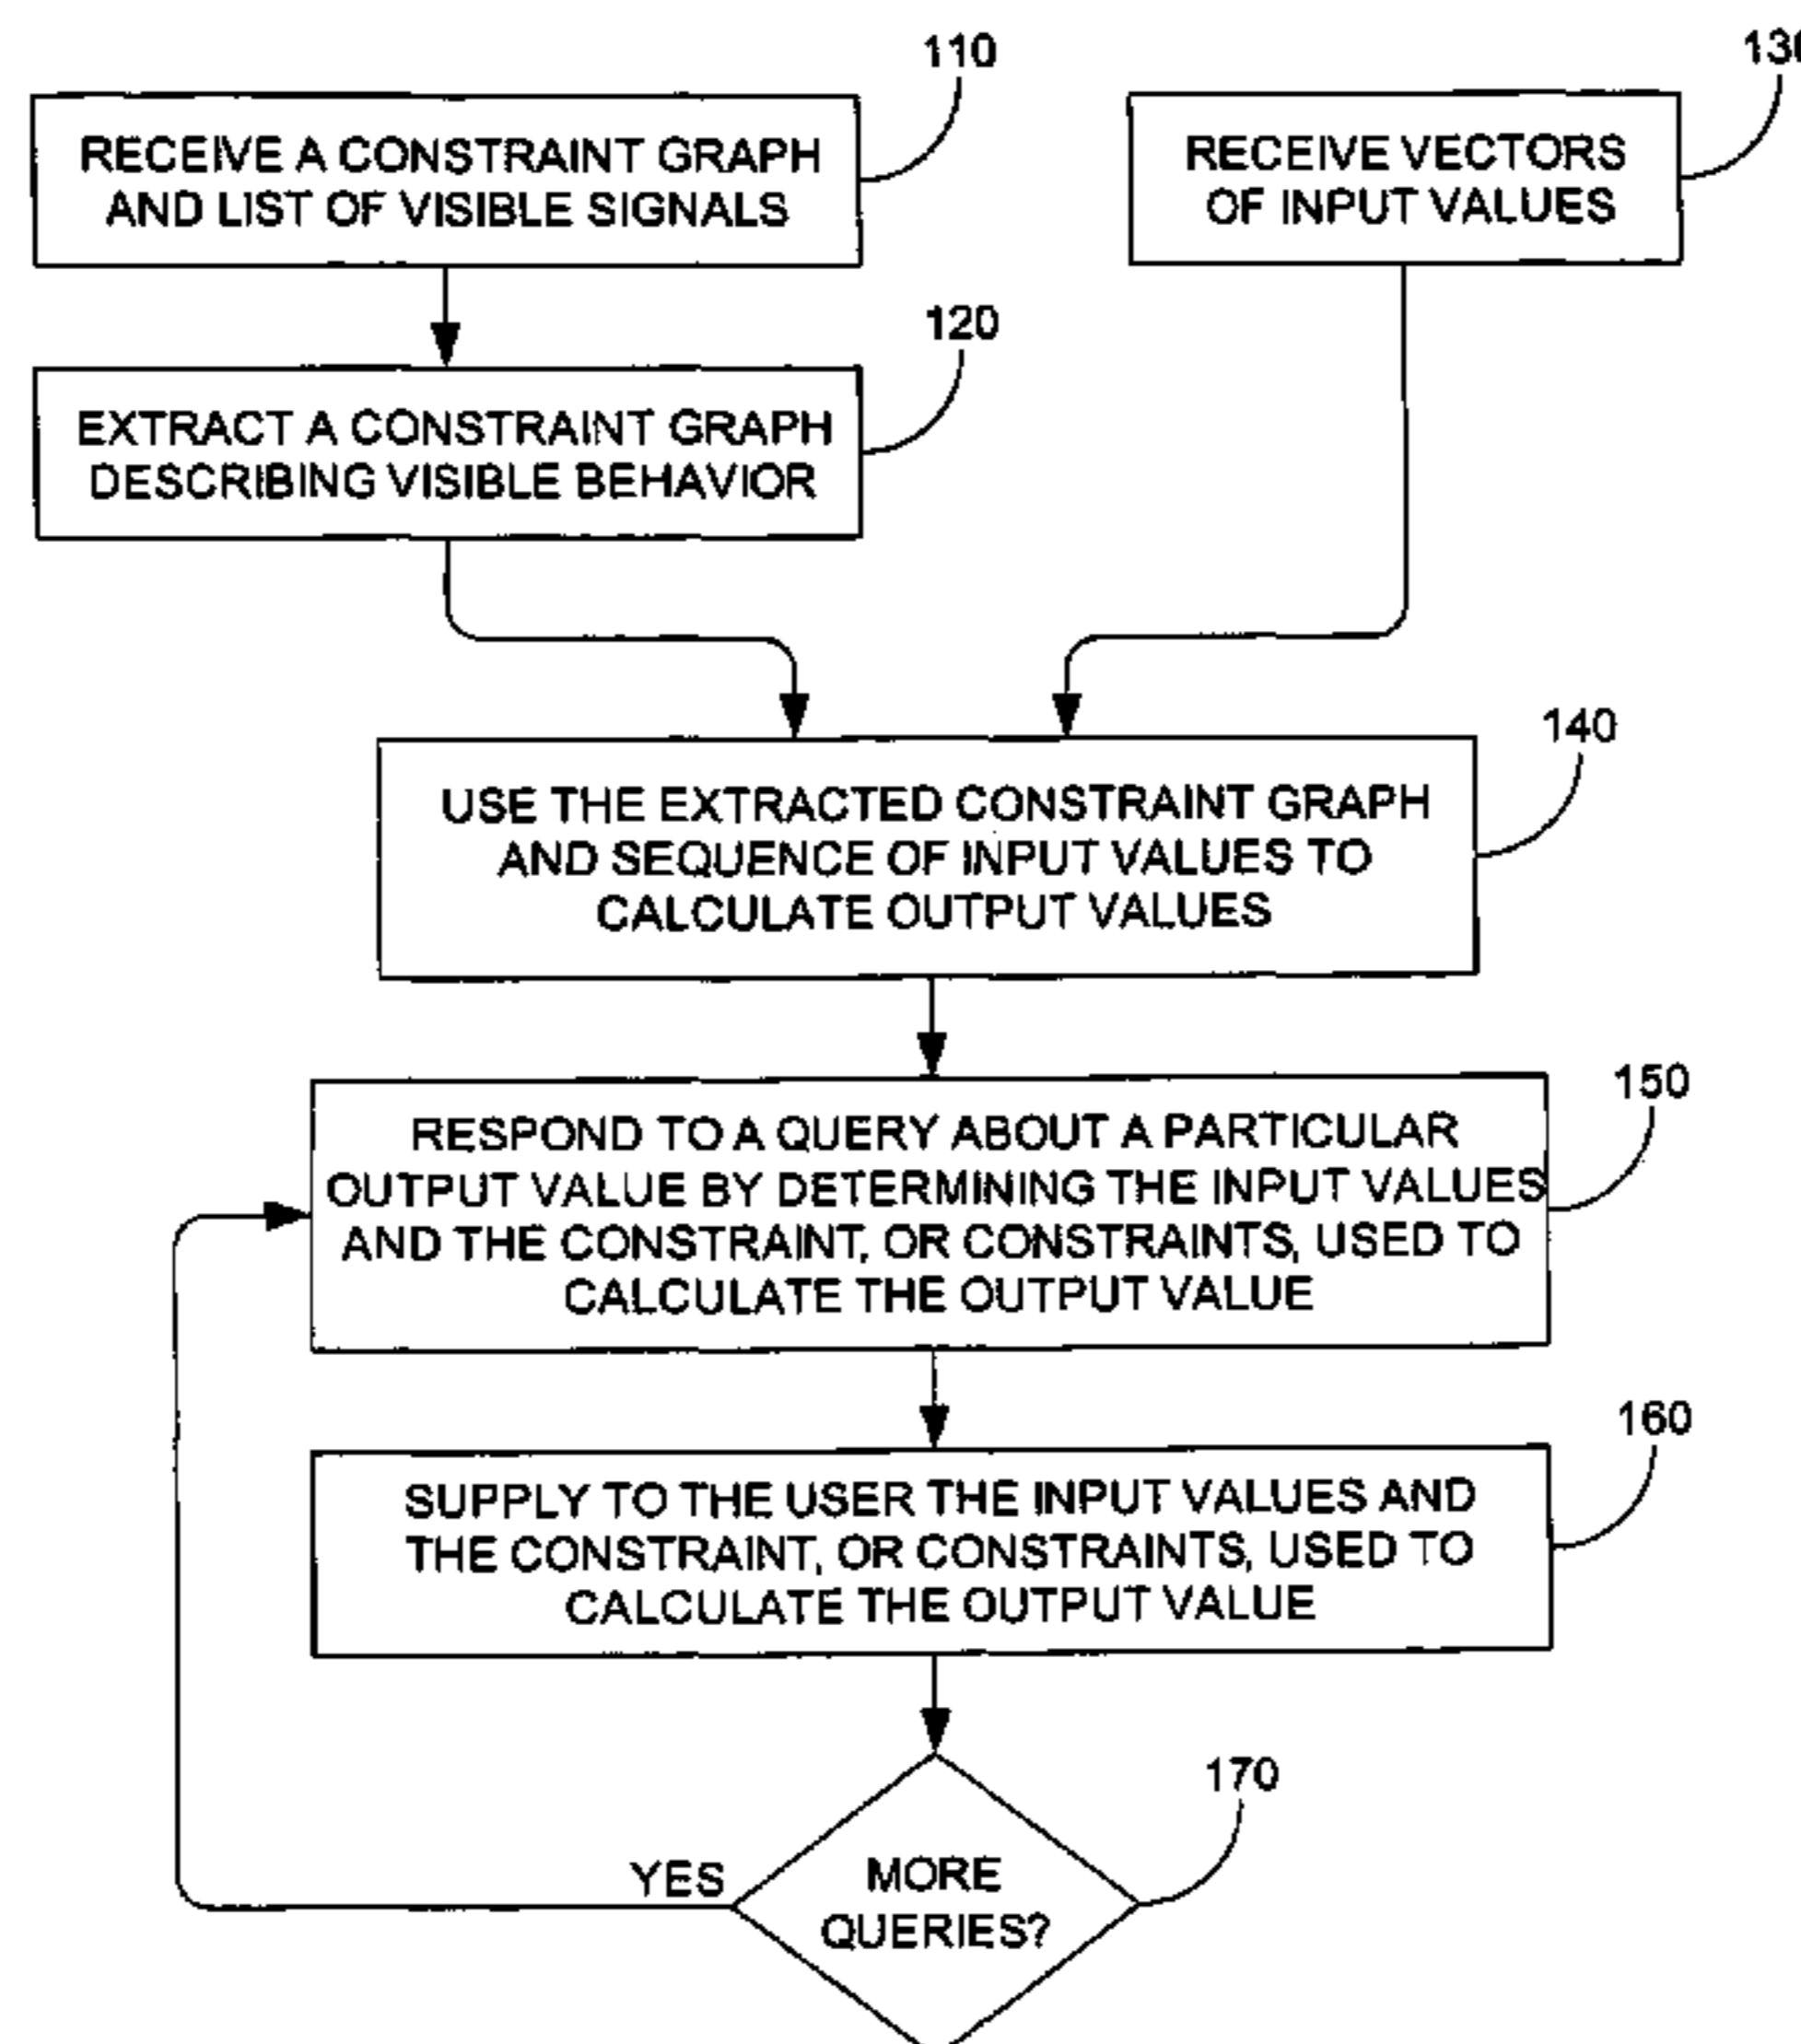 110
RECEIVE A CONSTRAINT GRAPH
AND LIST OF VISIBLE SIGNALS
130
RECEIVE VECTORS
OF INPUT VALUES
120
EXTRACT A CONSTRAINT GRAPH
DESCRIBING VISIBLE BEHAVIOR
140
USE THE EXTRACTED CONSTRAINT GRAPH
AND SEQUENCE OF INPUT VALUES TO
CALCULATE OUTPUT VALUES
150
RESPOND TO A QUERY ABOUT A PARTICULAR
OUTPUT VALUE BY DETERMINING THE INPUT VALUES
AND THE CONSTRAINT, OR CONSTRAINTS, USED TO
CALCULATE THE OUTPUT VALUE
160
SUPPLY TO THE USER THE INPUT VALUES AND
THE CONSTRAINT, OR CONSTRAINTS, USED TO
CALCULATE THE OUTPUT VALUE
170
YES
MORE
QUERIES?